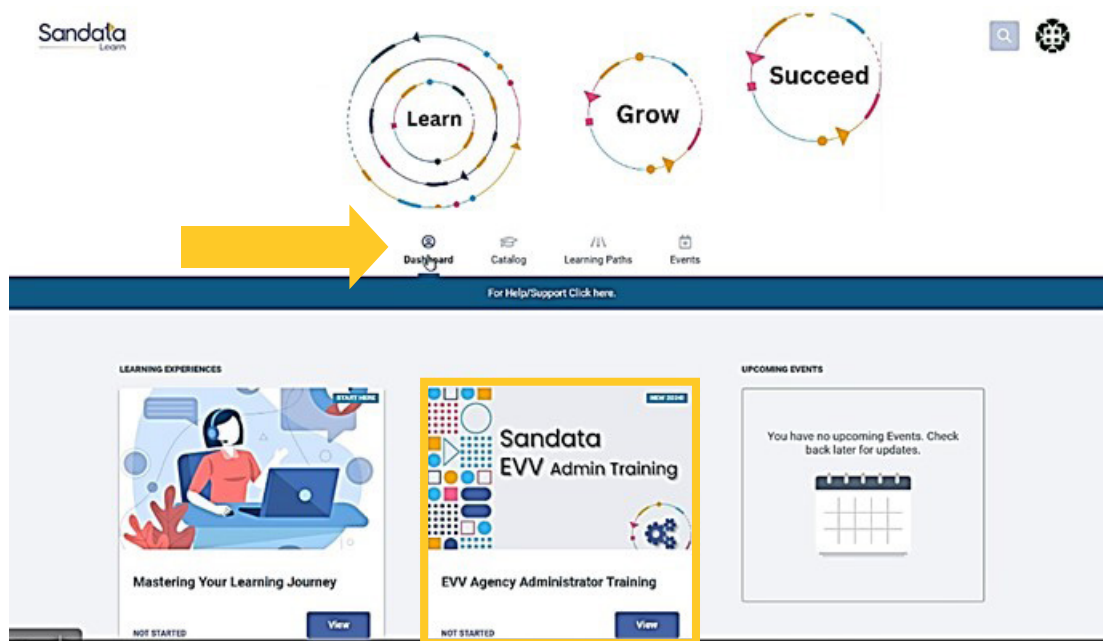 Sandata
Learn
Learn
Grow
Succeed
Dashboard
Catalog
Learning Paths
Events
For Help/Support Click here.
LEARNING EXPERIENCES
UPCOMING EVENTS
START HERE
NEW 2024!
Sandata
EVV Admin Training
You have no upcoming Events. Check
back later for updates.
Mastering Your Learning Journey
EVV Agency Administrator Training
NOT STARTED
View
NOT STARTED
View